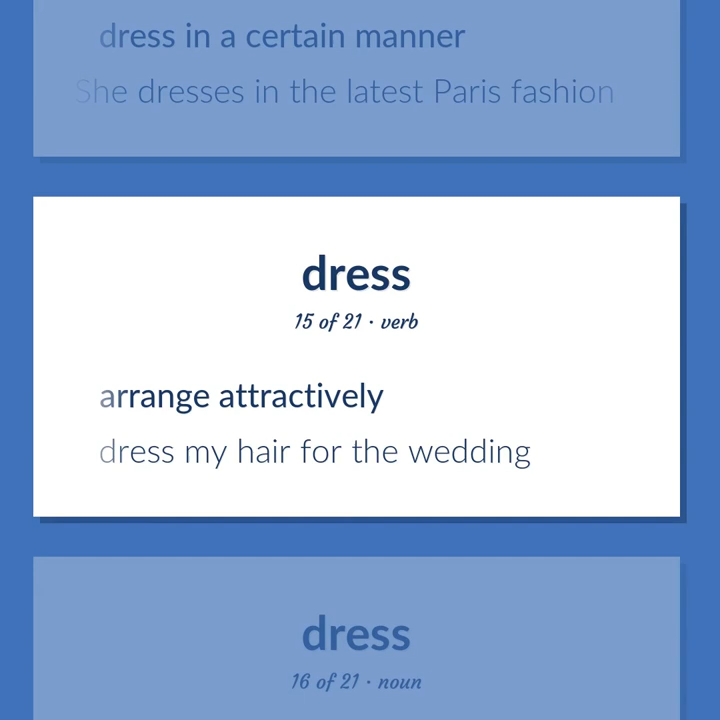 dress in a certain manner
She dresses in the latest Paris fashion
dress
15 of 21 · verb
arrange attractively
dress my hair for the wedding
dress
16 of 21 · noun